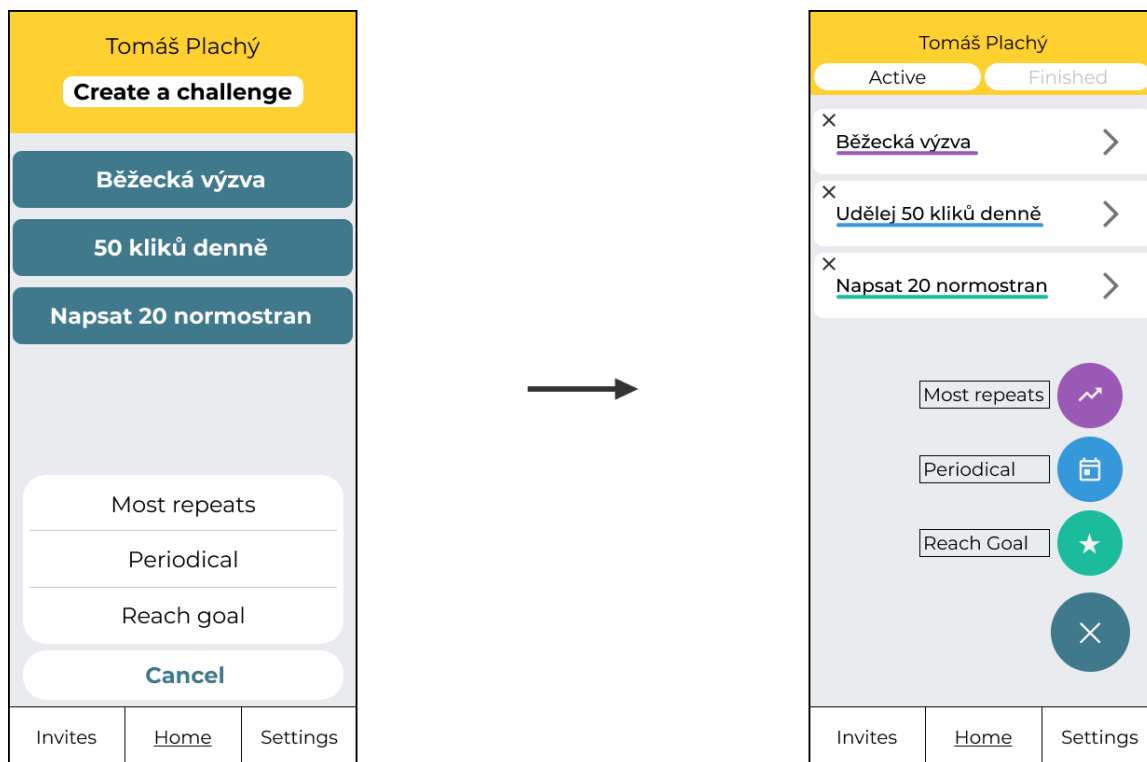 Tomáš Plachý
Create a challenge
Běžecká výzva
50 kliků denně
Napsat 20 normostran
Most repeats
Periodical
Reach goal
Cancel
Invites
Home
Settings
Tomáš Plachý
Active
Finished
Běžecká výzva
Udělej 50 kliků denně
Napsat 20 normostran
Most repeats
Periodical
Reach Goal
Invites
Home
Settings